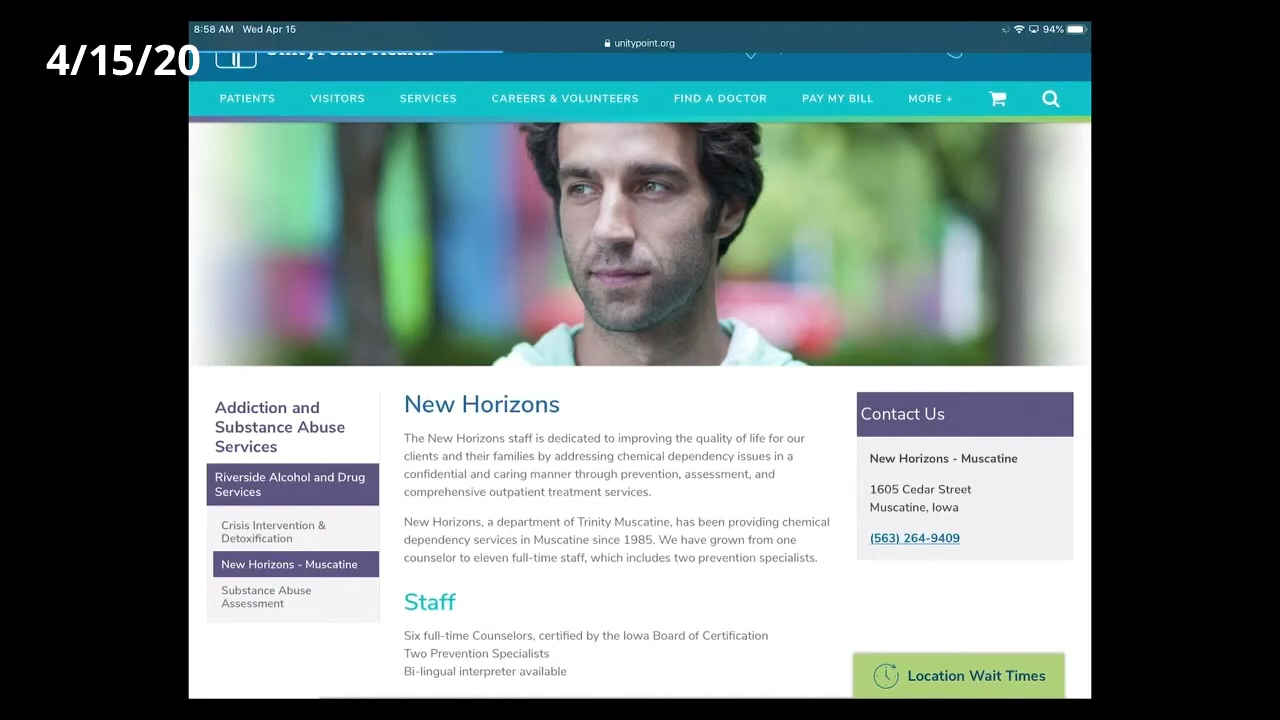 4/15/20
8:58 AM Wed Apr 15
94%
unitypoint.org
UnityPoint Health
PATIENTS VISITORS SERVICES CAREERS & VOLUNTEERS FIND A DOCTOR PAY MY BILL MORE +
Addiction and
Substance Abuse
Services
Riverside Alcohol and Drug
Services
Crisis Intervention &
Detoxification
New Horizons - Muscatine
Substance Abuse
Assessment
New Horizons
The New Horizons staff is dedicated to improving the quality of life for our
clients and their families by addressing chemical dependency issues in a
confidential and caring manner through prevention, assessment, and
comprehensive outpatient treatment services.
New Horizons, a department of Trinity Muscatine, has been providing chemical
dependency services in Muscatine since 1985. We have grown from one
counselor to eleven full-time staff, which includes two prevention specialists.
Staff
Six full-time Counselors, certified by the Iowa Board of Certification
Two Prevention Specialists
Bi-lingual interpreter available
Contact Us
New Horizons - Muscatine
1605 Cedar Street
Muscatine, Iowa
(563) 264-9409
Location Wait Times